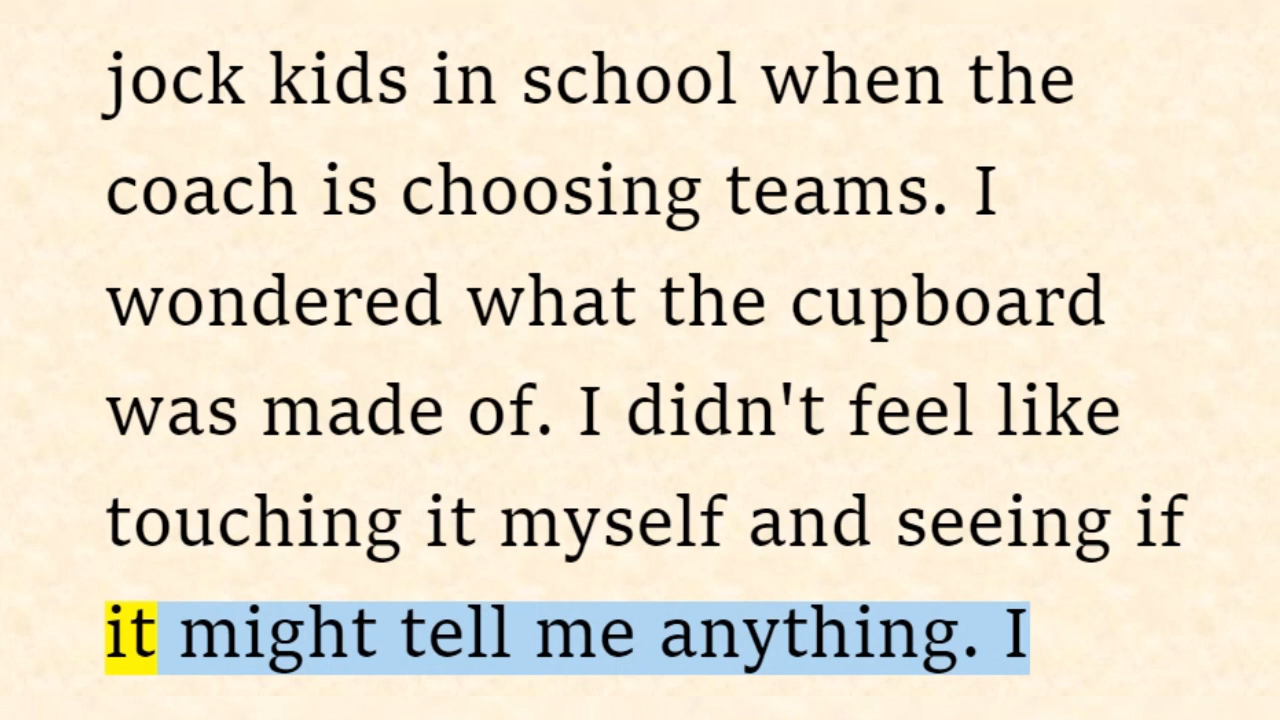 jock kids in school when the
coach is choosing teams. I
wondered what the cupboard
was made of. I didn't feel like
touching it myself and seeing if
it might tell me anything. I